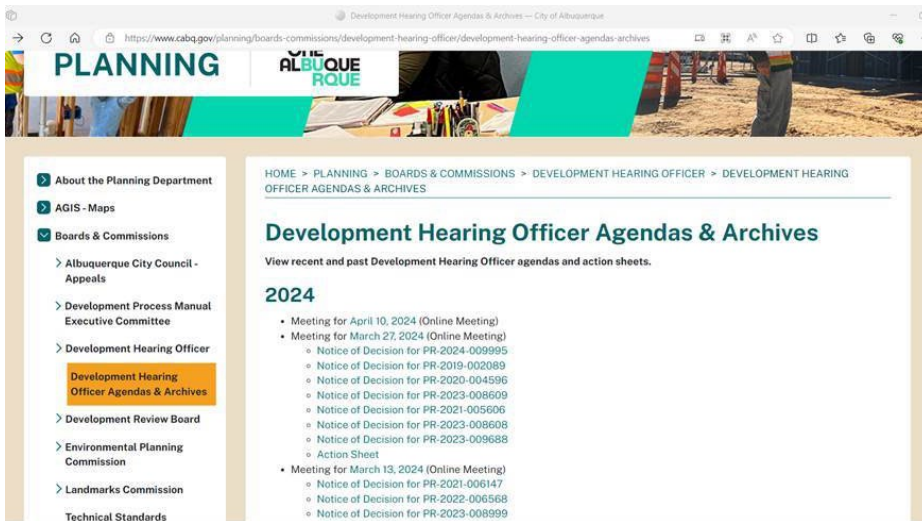 Development Hearing Officer Agendas & Archives — City of Albuquerque
https://www.cabq.gov/planning/boards-commissions/development-hearing-officer/development-hearing-officer-agendas-archives
PLANNING
ONE
ALBUQUE
RQUE
About the Planning Department
AGIS - Maps
Boards & Commissions
Albuquerque City Council -
Appeals
Development Process Manual
Executive Committee
Development Hearing Officer
Development Hearing
Officer Agendas & Archives
Development Review Board
Environmental Planning
Commission
Landmarks Commission
Technical Standards
HOME > PLANNING > BOARDS & COMMISSIONS > DEVELOPMENT HEARING OFFICER > DEVELOPMENT HEARING
OFFICER AGENDAS & ARCHIVES
Development Hearing Officer Agendas & Archives
View recent and past Development Hearing Officer agendas and action sheets.
2024
Meeting for April 10, 2024 (Online Meeting)
Meeting for March 27, 2024 (Online Meeting)
Notice of Decision for PR-2024-009995
Notice of Decision for PR-2019-002089
Notice of Decision for PR-2020-004596
Notice of Decision for PR-2023-008609
Notice of Decision for PR-2021-005606
Notice of Decision for PR-2023-008608
Notice of Decision for PR-2023-009688
Action Sheet
Meeting for March 13, 2024 (Online Meeting)
Notice of Decision for PR-2021-006147
Notice of Decision for PR-2022-006568
Notice of Decision for PR-2023-008999